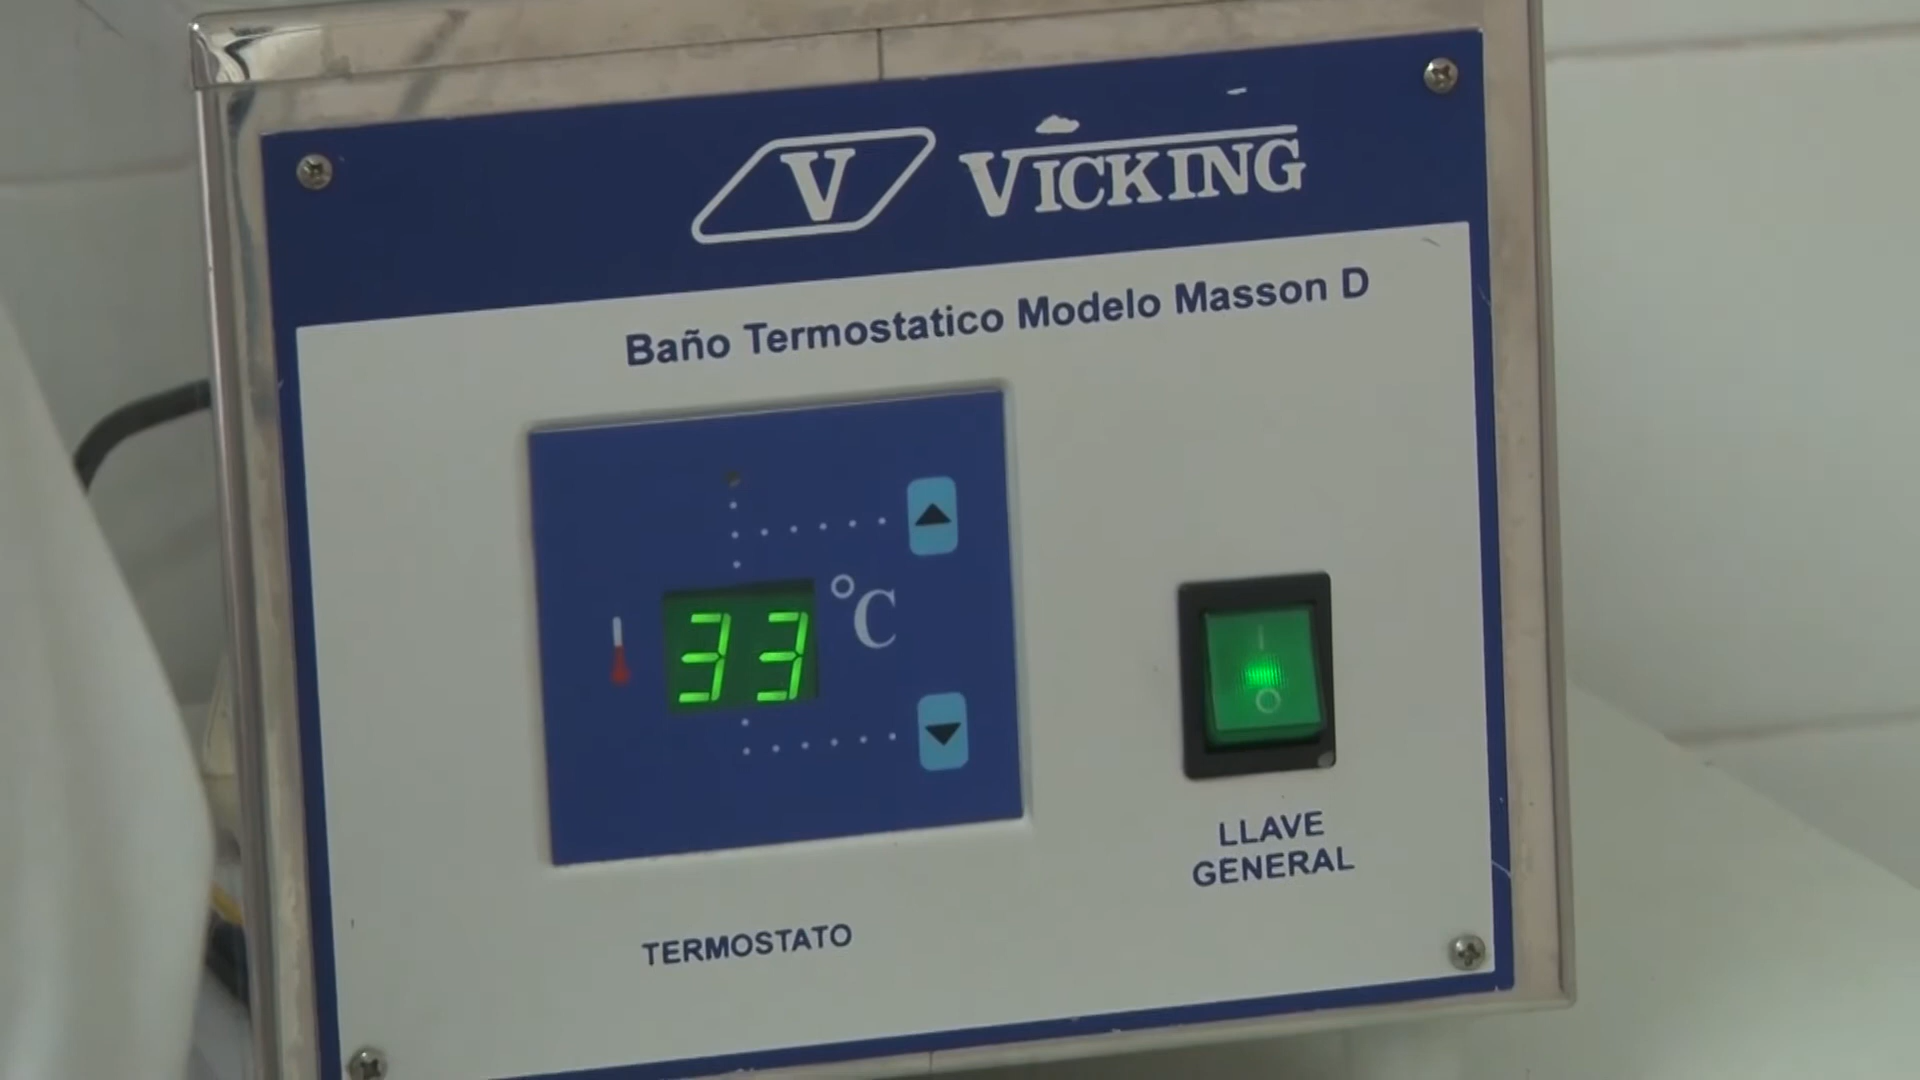 V VICKING
Baño Termostatico Modelo Masson D
33 °C
LLAVE
GENERAL
TERMOSTATO